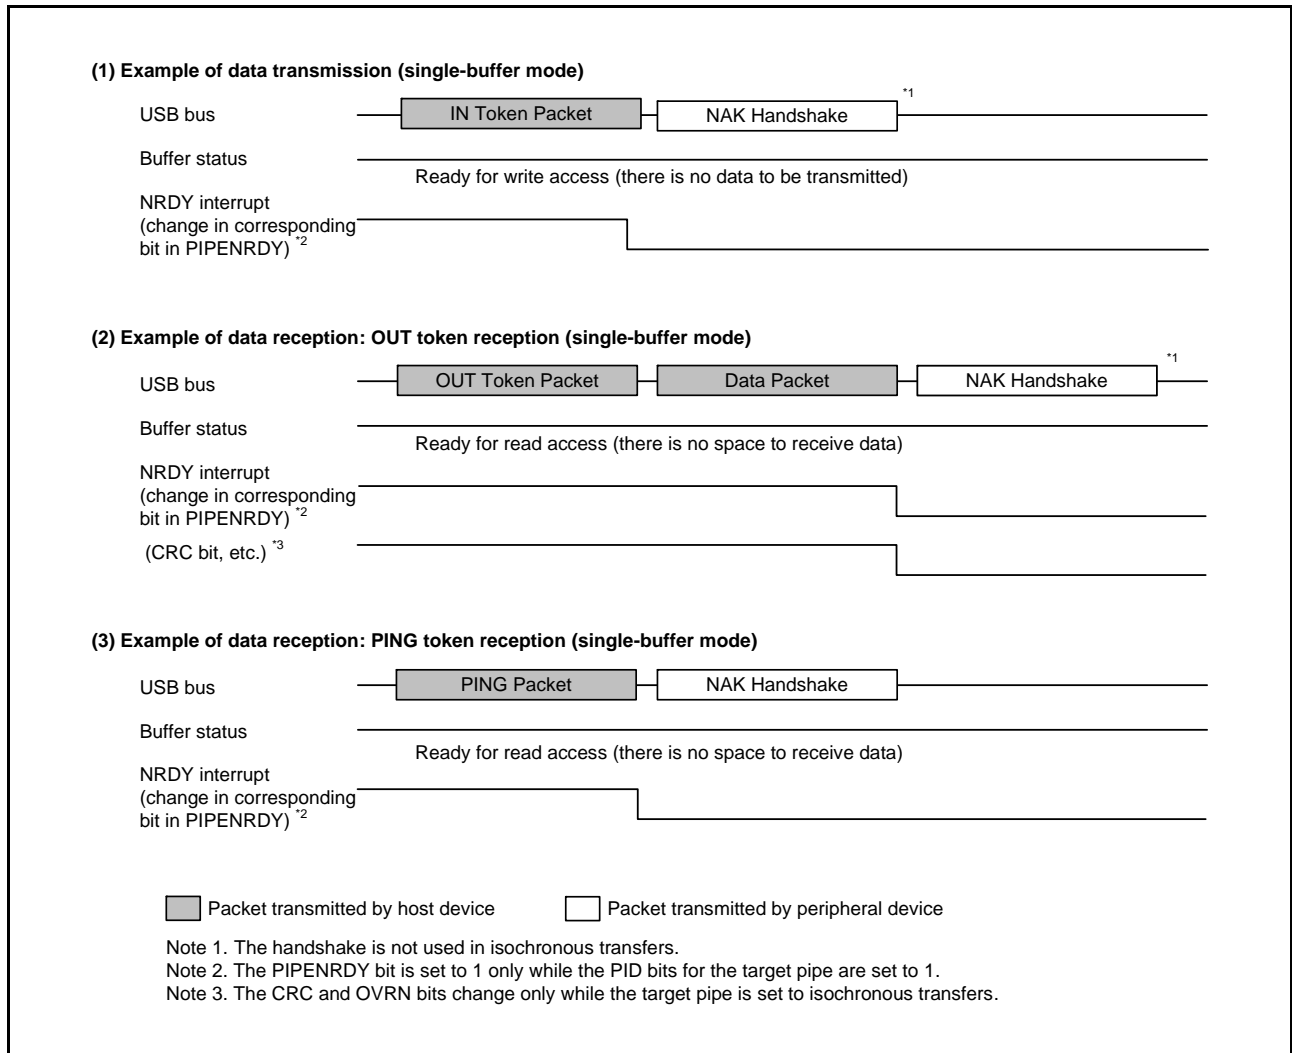 (1) Example of data transmission (single-buffer mode)
USB bus
IN Token Packet
NAK Handshake
*1
Buffer status
Ready for write access (there is no data to be transmitted)
NRDY interrupt
(change in corresponding
bit in PIPENRDY) *2
(2) Example of data reception: OUT token reception (single-buffer mode)
USB bus
OUT Token Packet
Data Packet
NAK Handshake
*1
Buffer status
Ready for read access (there is no space to receive data)
NRDY interrupt
(change in corresponding
bit in PIPENRDY) *2
(CRC bit, etc.) *3
(3) Example of data reception: PING token reception (single-buffer mode)
USB bus
PING Packet
NAK Handshake
Buffer status
Ready for read access (there is no space to receive data)
NRDY interrupt
(change in corresponding
bit in PIPENRDY) *2
Packet transmitted by host device
Packet transmitted by peripheral device
Note 1. The handshake is not used in isochronous transfers.
Note 2. The PIPENRDY bit is set to 1 only while the PID bits for the target pipe are set to 1.
Note 3. The CRC and OVRN bits change only while the target pipe is set to isochronous transfers.